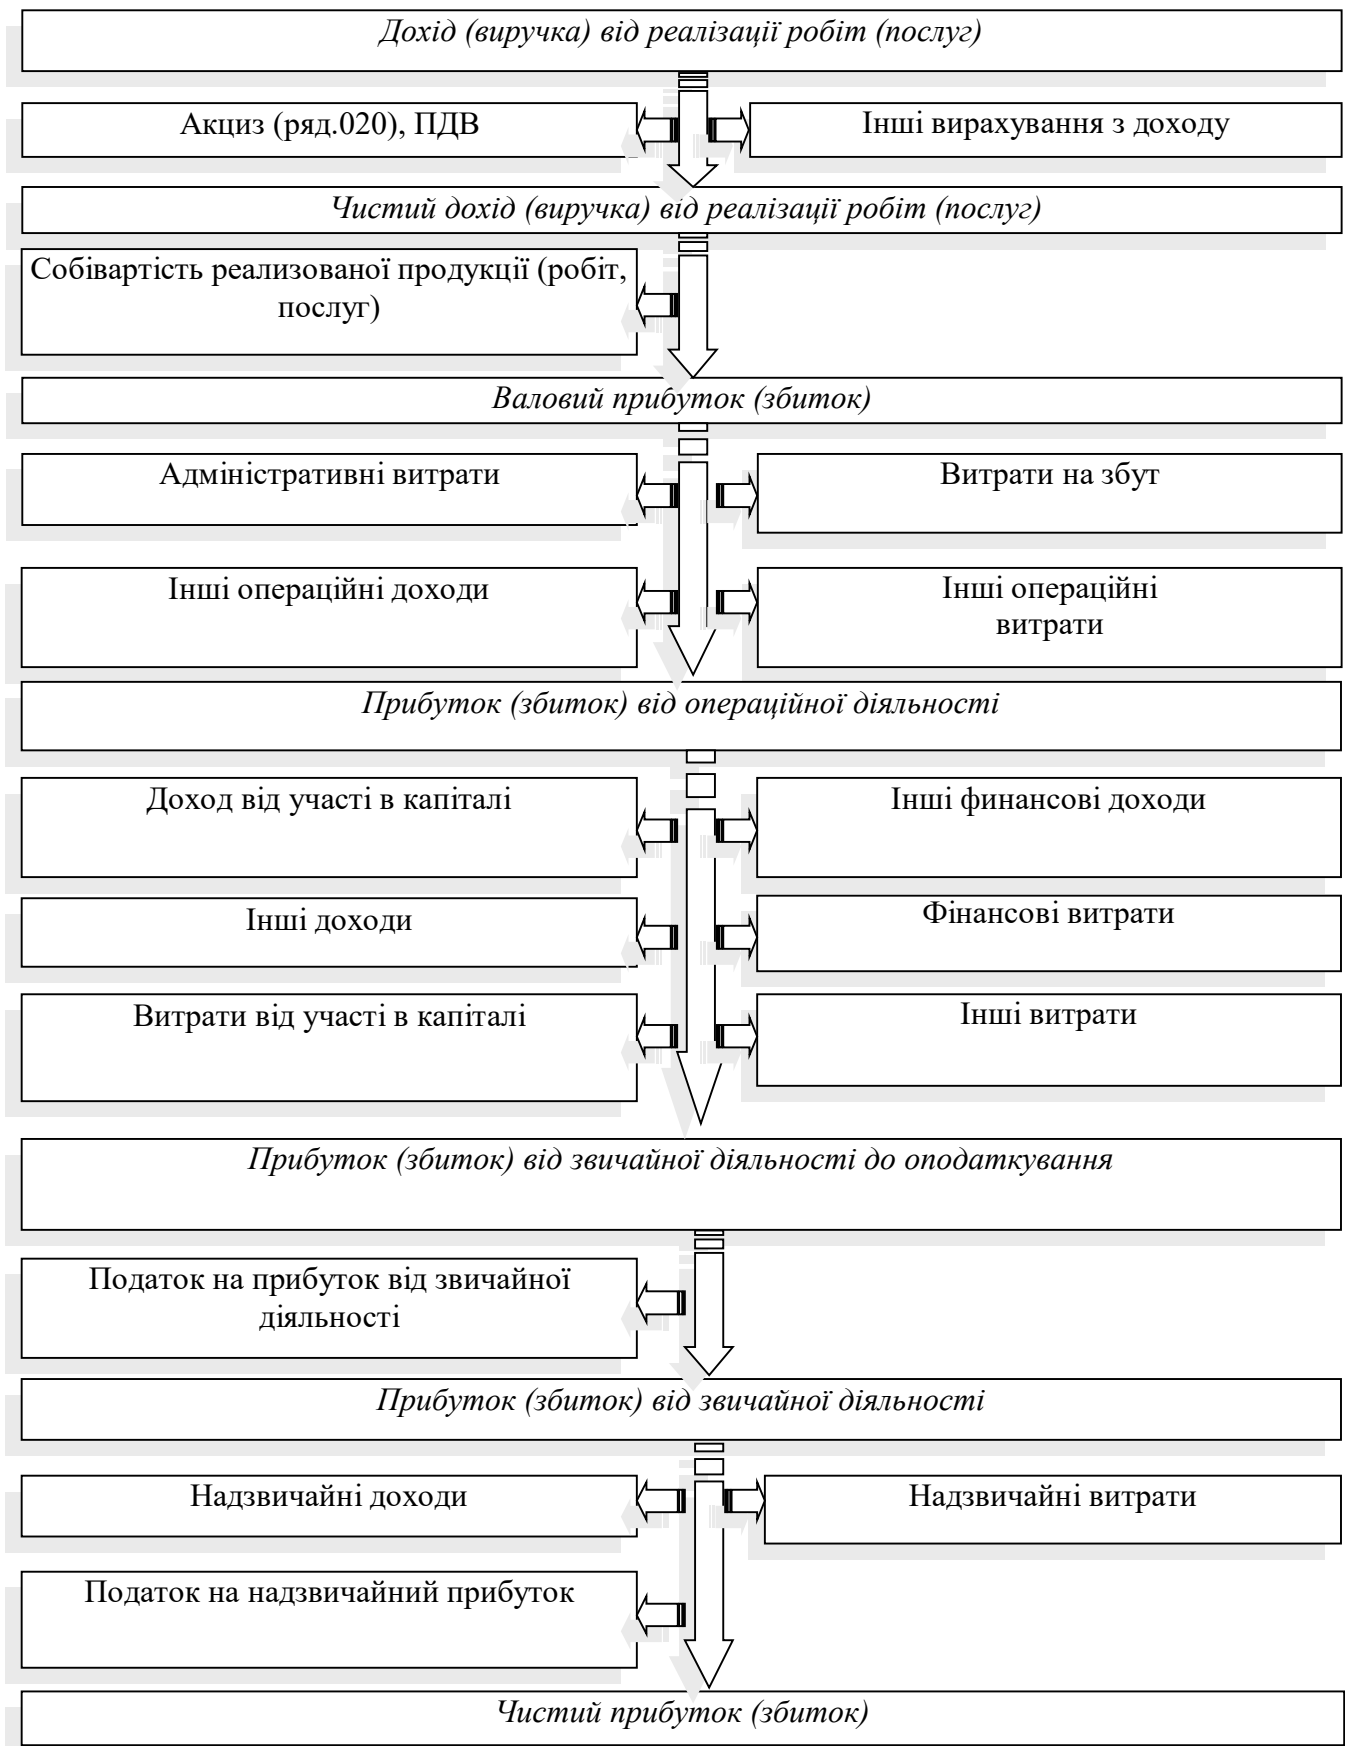 Дохід (виручка) від реалізації робіт (послуг)
Акциз (ряд.020), ПДВ
Інші вирахування з доходу
Чистий дохід (виручка) від реалізації робіт (послуг)
Собівартість реализованої продукції (робіт,
послуг)
Валовий прибуток (збиток)
Адміністративні витрати
Витрати на збут
Інші операційні доходи
Інші операційні
витрати
Прибуток (збиток) від операційної діяльності
Доход від участі в капіталі
Інші финансові доходи
Інші доходи
Фінансові витрати
Витрати від участі в капіталі
Інші витрати
Прибуток (збиток) від звичайної діяльності до оподаткування
Податок на прибуток від звичайної
діяльності
Прибуток (збиток) від звичайної діяльності
Надзвичайні доходи
Надзвичайні витрати
Податок на надзвичайний прибуток
Чистий прибуток (збиток)